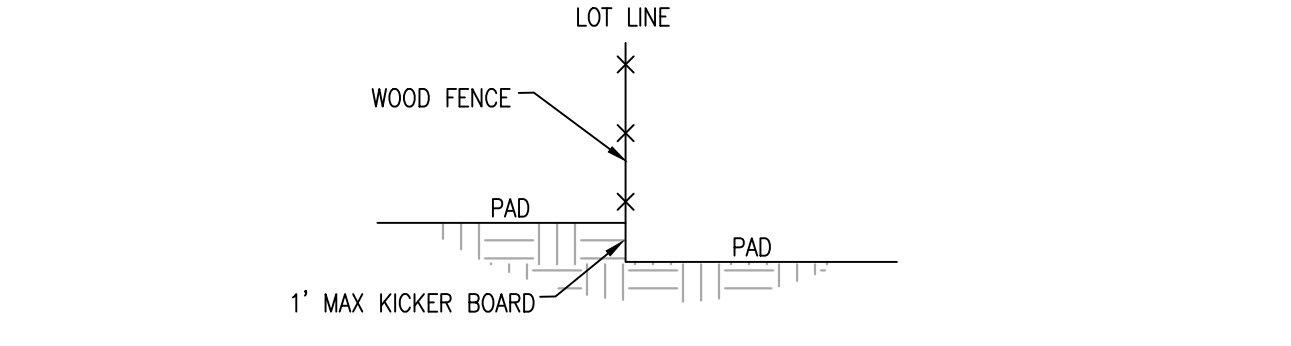 LOT LINE
WOOD FENCE
PAD
PAD
1' MAX KICKER BOARD